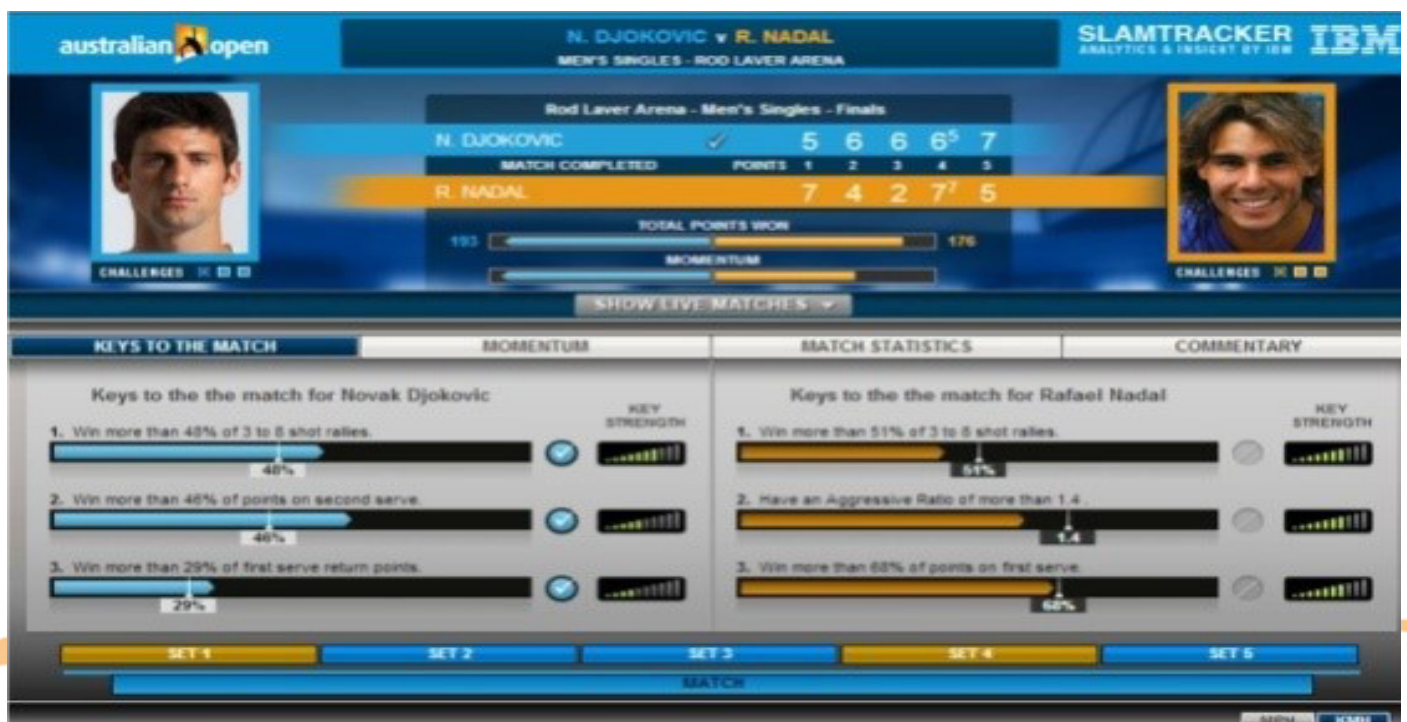 australian open
N. DJOKOVIC v R. NADAL
MEN'S SINGLES - ROD LAVER ARENA
SLAMTRACKER
ANALYTICS & INSIGHT BY IBM
IBM
Rod Laver Arena - Men's Singles - Finals
N. DJOKOVIC 5 6 6 6⁵ 7
MATCH COMPLETED POINTS 1 2 3 4 5
R. NADAL 7 4 2 7⁷ 5
TOTAL POINTS WON
193 176
MOMENTUM
CHALLENGES
CHALLENGES
SHOW LIVE MATCHES
KEYS TO THE MATCH MOMENTUM MATCH STATISTICS COMMENTARY
Keys to the the match for Novak Djokovic
KEY STRENGTH
1. Win more than 48% of 3 to 8 shot rallies.
48%
2. Win more than 46% of points on second serve.
46%
3. Win more than 29% of first serve return points.
29%
Keys to the the match for Rafael Nadal
KEY STRENGTH
1. Win more than 51% of 3 to 8 shot rallies.
51%
2. Have an Aggressive Ratio of more than 1.4 .
1.4
3. Win more than 68% of points on first serve.
68%
SET 1 SET 2 SET 3 SET 4 SET 5
MATCH
MPH KMH